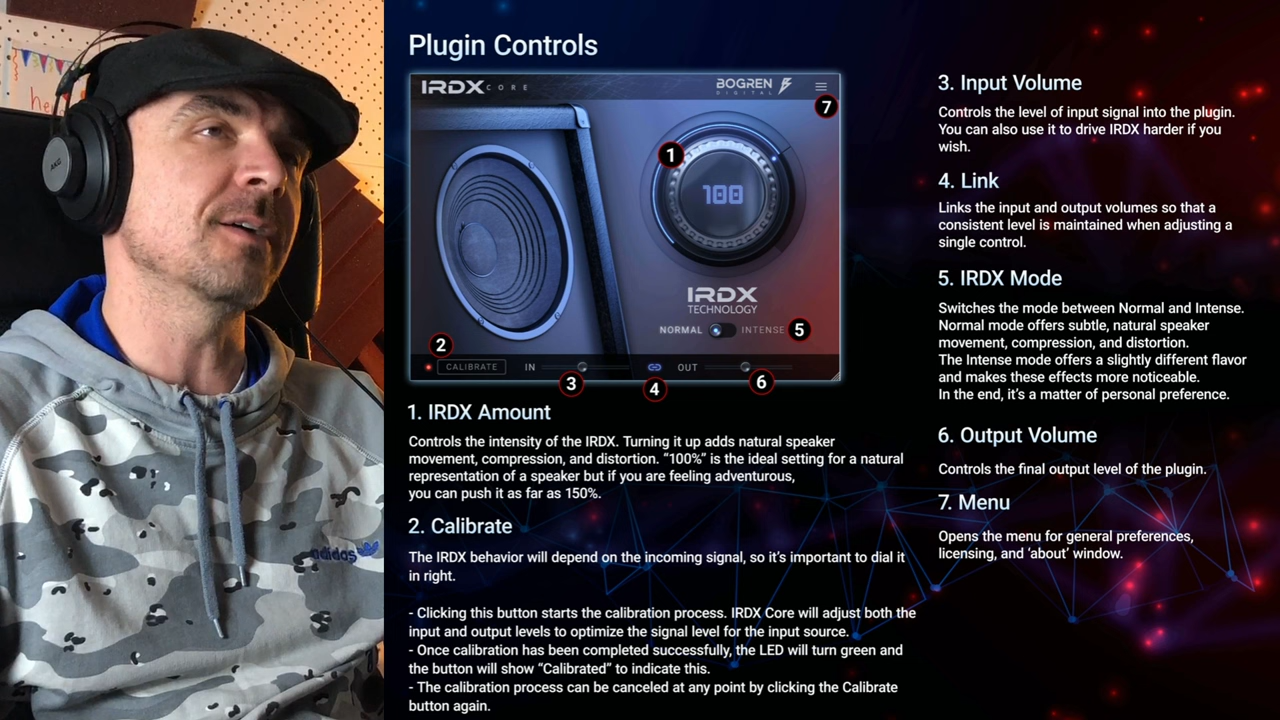 he
AKG
adidas
Plugin Controls
IRDX CORE
BOGREN
DIGITAL
7
1
100
IRDX
TECHNOLOGY
NORMAL INTENSE 5
2
CALIBRATE IN OUT
3 4 6
1. IRDX Amount
Controls the intensity of the IRDX. Turning it up adds natural speaker
movement, compression, and distortion. “100%” is the ideal setting for a natural
representation of a speaker but if you are feeling adventurous,
you can push it as far as 150%.
2. Calibrate
The IRDX behavior will depend on the incoming signal, so it’s important to dial it
in right.
- Clicking this button starts the calibration process. IRDX Core will adjust both the
input and output levels to optimize the signal level for the input source.
- Once calibration has been completed successfully, the LED will turn green and
the button will show “Calibrated” to indicate this.
- The calibration process can be canceled at any point by clicking the Calibrate
button again.
3. Input Volume
Controls the level of input signal into the plugin.
You can also use it to drive IRDX harder if you
wish.
4. Link
Links the input and output volumes so that a
consistent level is maintained when adjusting a
single control.
5. IRDX Mode
Switches the mode between Normal and Intense.
Normal mode offers subtle, natural speaker
movement, compression, and distortion.
The Intense mode offers a slightly different flavor
and makes these effects more noticeable.
In the end, it’s a matter of personal preference.
6. Output Volume
Controls the final output level of the plugin.
7. Menu
Opens the menu for general preferences,
licensing, and ‘about’ window.